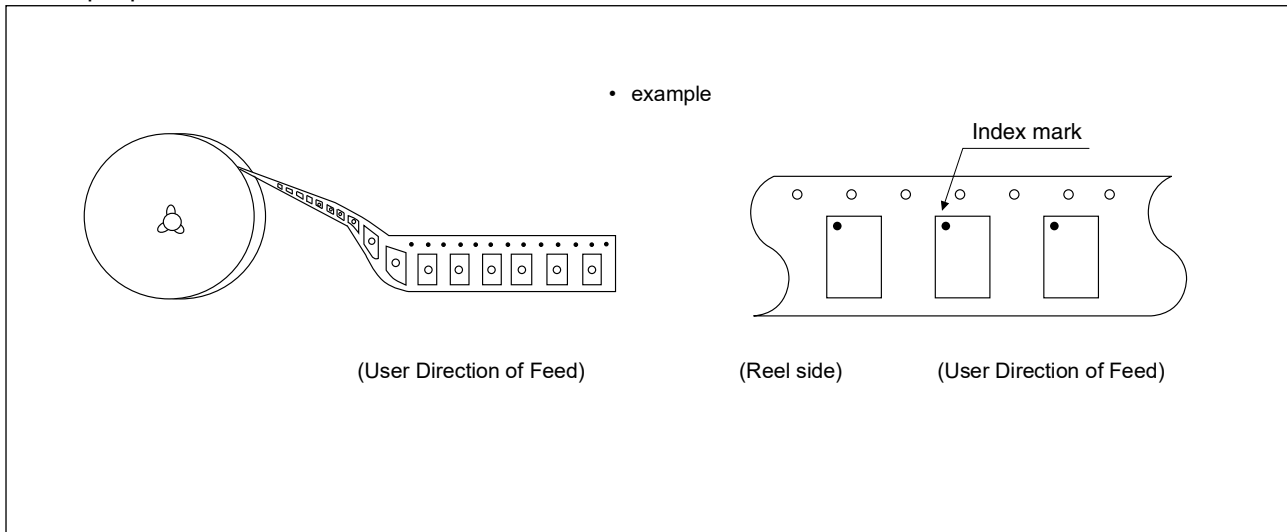 • example
Index mark
(User Direction of Feed)
(Reel side)
(User Direction of Feed)